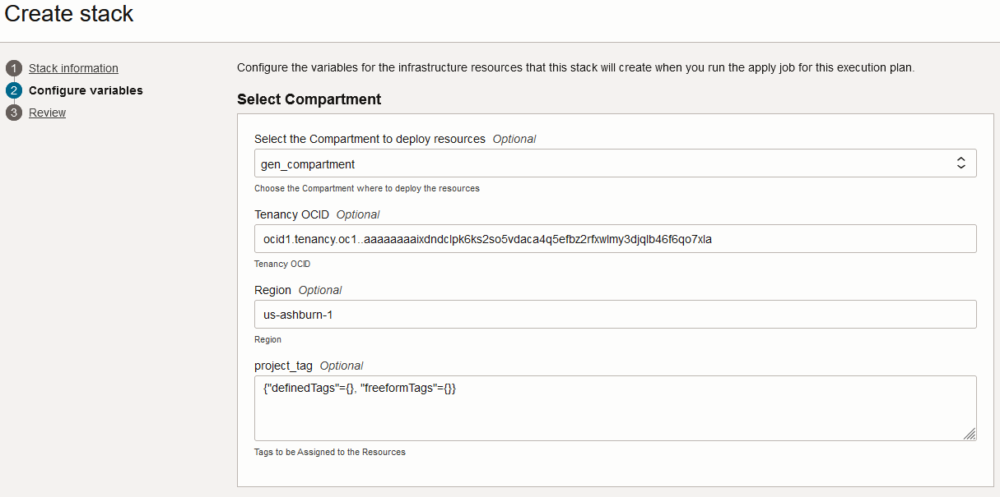 Create stack
1 Stack information
2 Configure variables
3 Review
Configure the variables for the infrastructure resources that this stack will create when you run the apply job for this execution plan.
Select Compartment
Select the Compartment to deploy resources Optional
gen_compartment
Choose the Compartment where to deploy the resources
Tenancy OCID Optional
ocid1.tenancy.oc1..aaaaaaaaixdndclpk6ks2so5vdaca4q5efbz2rfxwlmy3djqlb46f6qo7xla
Tenancy OCID
Region Optional
us-ashburn-1
Region
project_tag Optional
{"definedTags"={}, "freeformTags"={}}
Tags to be Assigned to the Resources